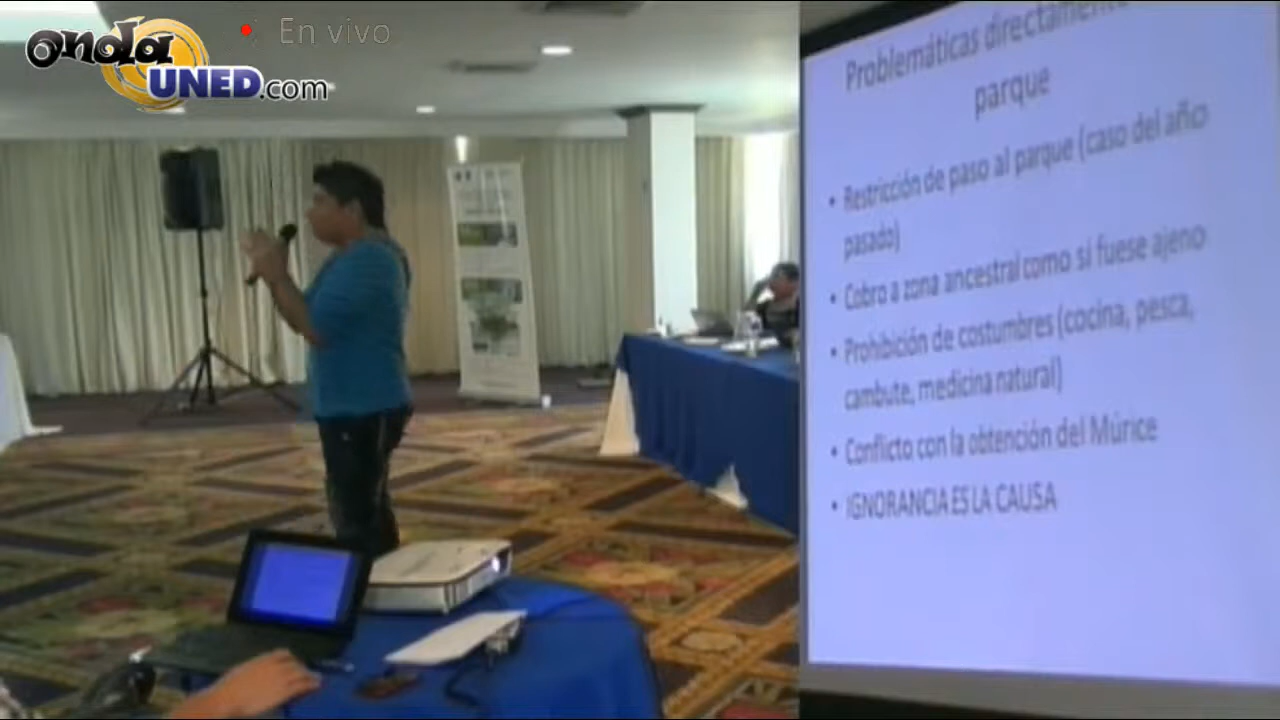 onda
UNED.com
En vivo
Problemáticas directamente
parque
• Restricción de paso al parque (caso del año
pasado)
• Cobro a zona ancestral como si fuese ajeno
• Prohibición de costumbres (cocina, pesca,
cambute, medicina natural)
• Conflicto con la obtención del Múrice
• IGNORANCIA ES LA CAUSA